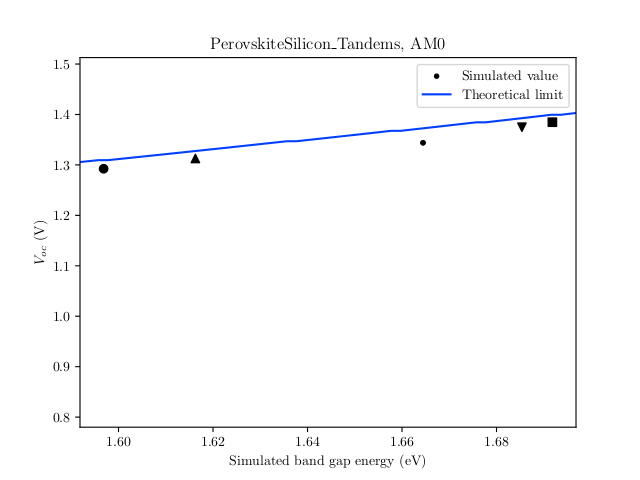 PerovskiteSilicon_Tandems, AM0
Simulated value
Theoretical limit
1.5
1.4
1.3
1.2
1.1
1.0
0.9
0.8
V_oc (V)
1.60 1.62 1.64 1.66 1.68
Simulated band gap energy (eV)